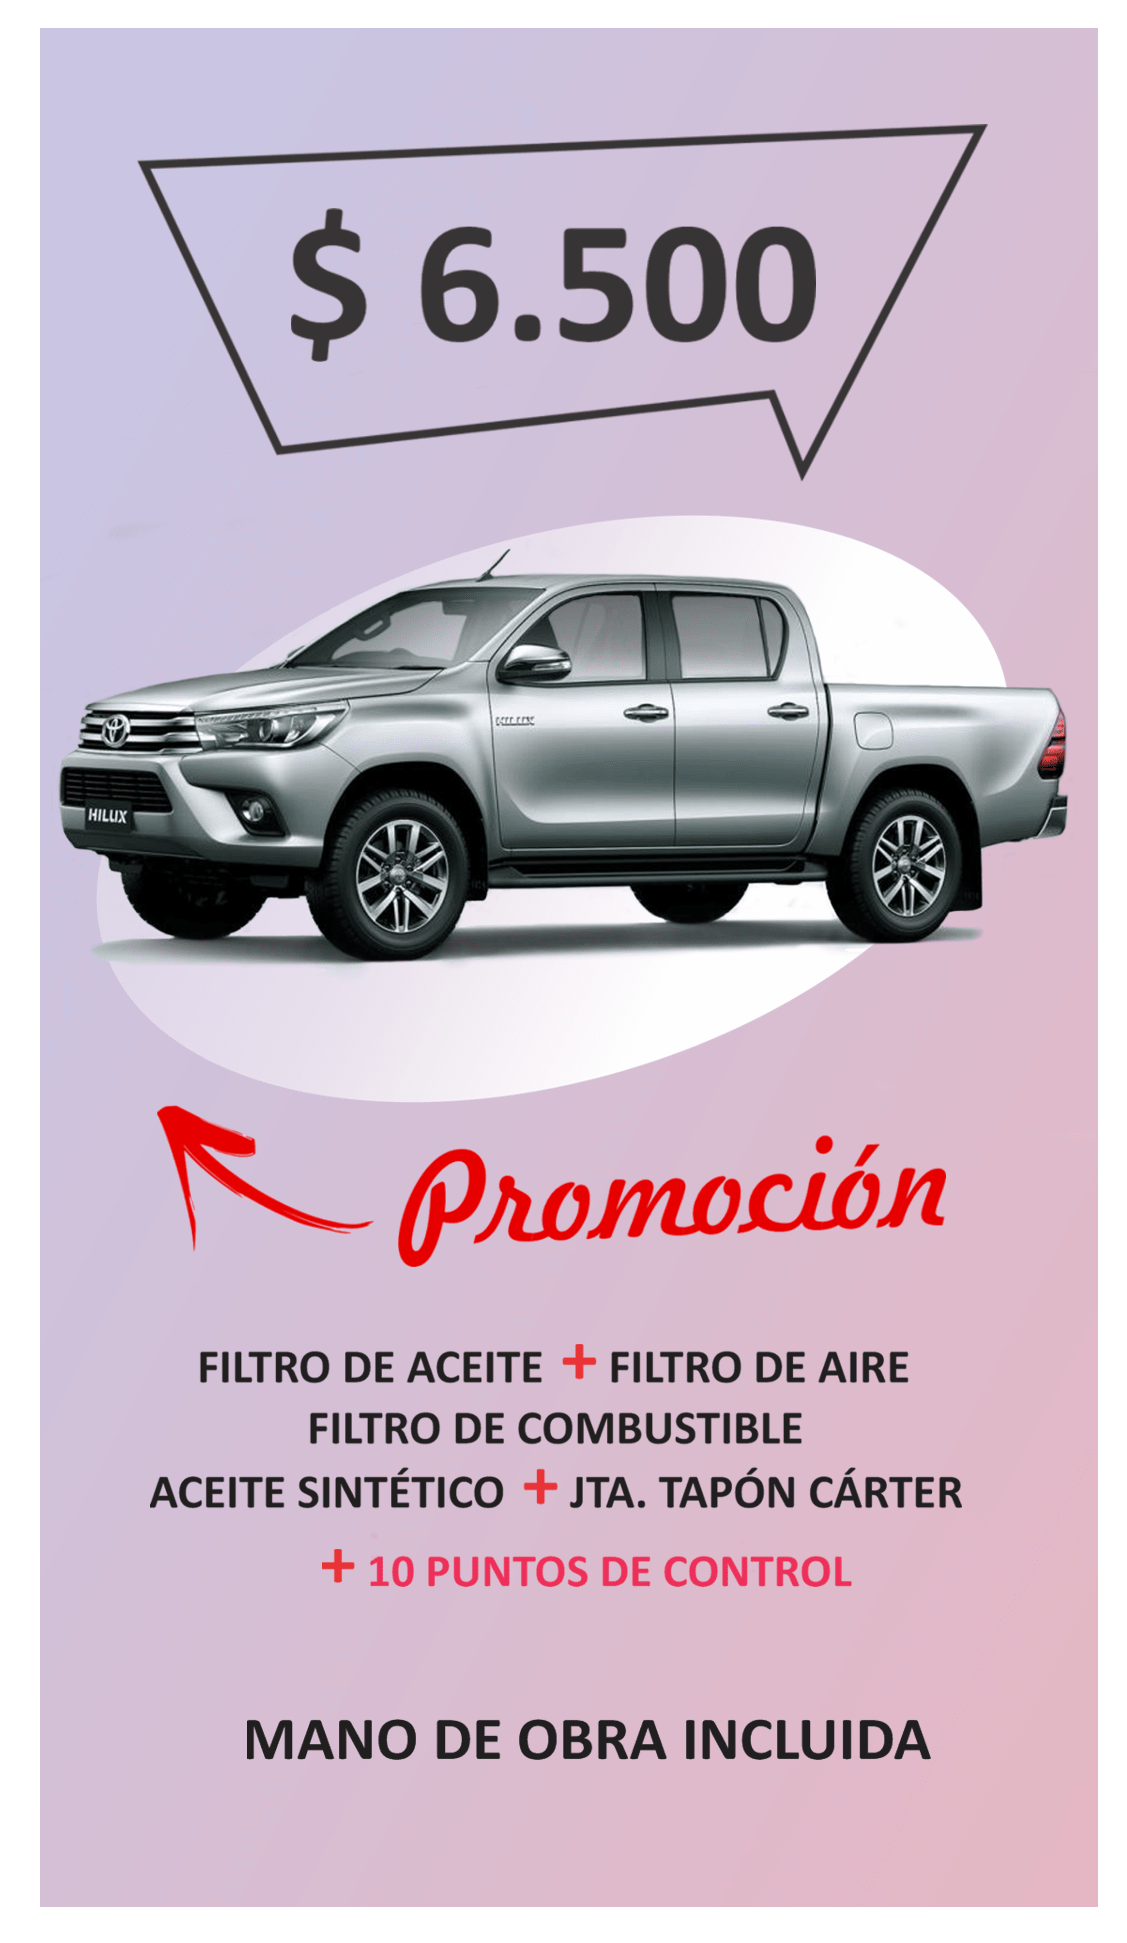 $ 6.500
HILUX
HILUX
Promoción
FILTRO DE ACEITE + FILTRO DE AIRE
FILTRO DE COMBUSTIBLE
ACEITE SINTÉTICO + JTA. TAPÓN CÁRTER
+ 10 PUNTOS DE CONTROL
MANO DE OBRA INCLUIDA